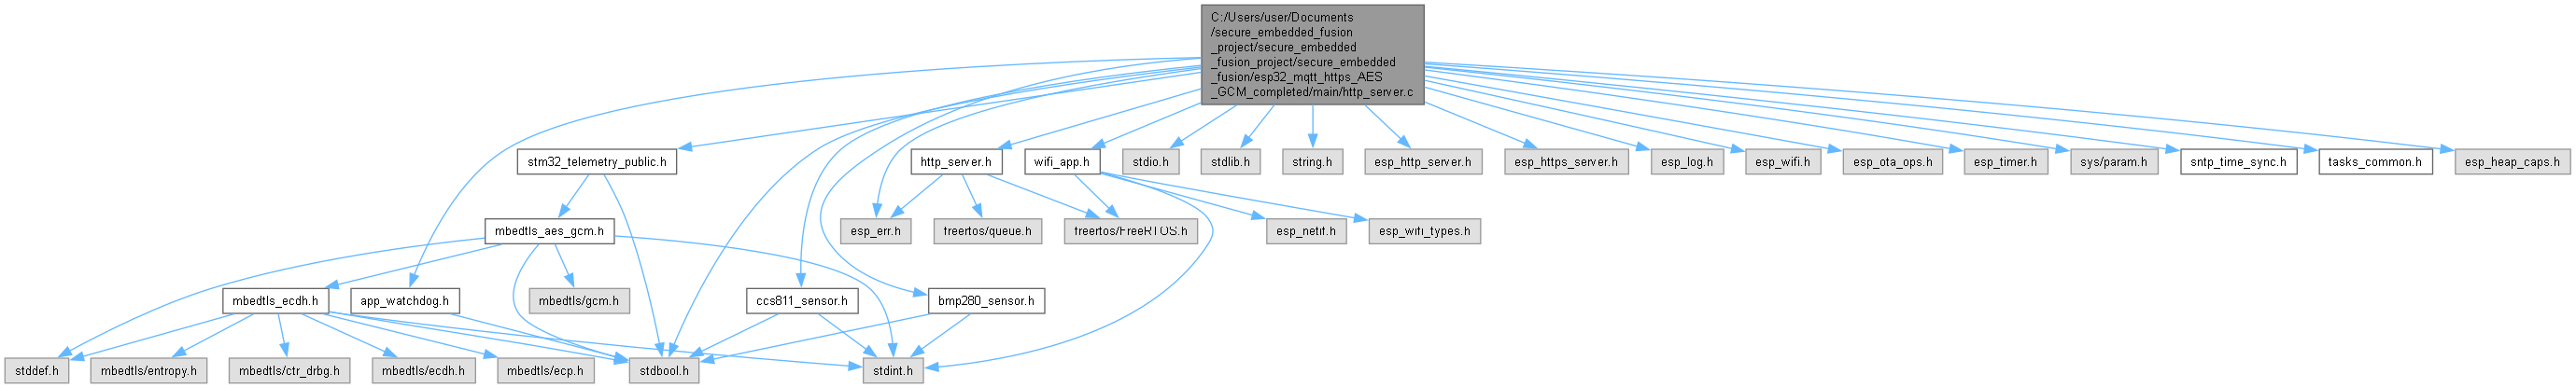 C:/Users/user/Documents
/secure_embedded_fusion
_project/secure_embedded
_fusion_project/secure_embedded
_fusion/esp32_mqtt_https_AES
_GCM_completed/main/http_server.c
stm32_telemetry_public.h
http_server.h
wifi_app.h
stdio.h
stdlib.h
string.h
esp_http_server.h
esp_https_server.h
esp_log.h
esp_wifi.h
esp_ota_ops.h
esp_timer.h
sys/param.h
sntp_time_sync.h
tasks_common.h
esp_heap_caps.h
mbedtls_aes_gcm.h
esp_err.h
freertos/queue.h
freertos/FreeRTOS.h
esp_netif.h
esp_wifi_types.h
mbedtls_ecdh.h
app_watchdog.h
mbedtls/gcm.h
ccs811_sensor.h
bmp280_sensor.h
stddef.h
mbedtls/entropy.h
mbedtls/ctr_drbg.h
mbedtls/ecdh.h
mbedtls/ecp.h
stdbool.h
stdint.h